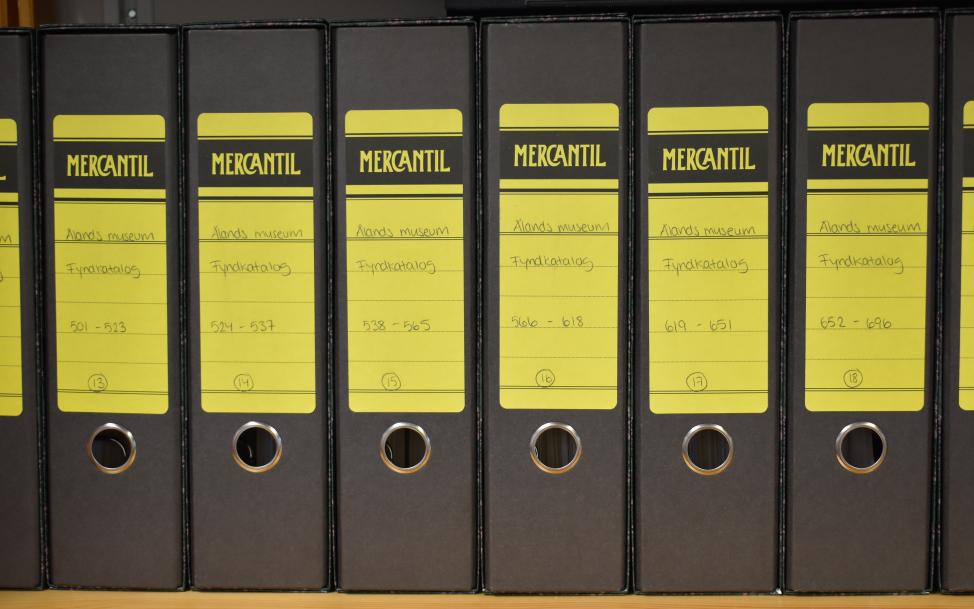 MERCANTIL
Ålands museum
Fyndkatalog
501 - 523
13
MERCANTIL
Ålands museum
Fyndkatalog
524 - 537
14
MERCANTIL
Ålands museum
Fyndkatalog
538 - 565
15
MERCANTIL
Ålands museum
Fyndkatalog
566 - 618
16
MERCANTIL
Ålands museum
Fyndkatalog
619 - 651
17
MERCANTIL
Ålands museum
Fyndkatalog
652 - 696
18